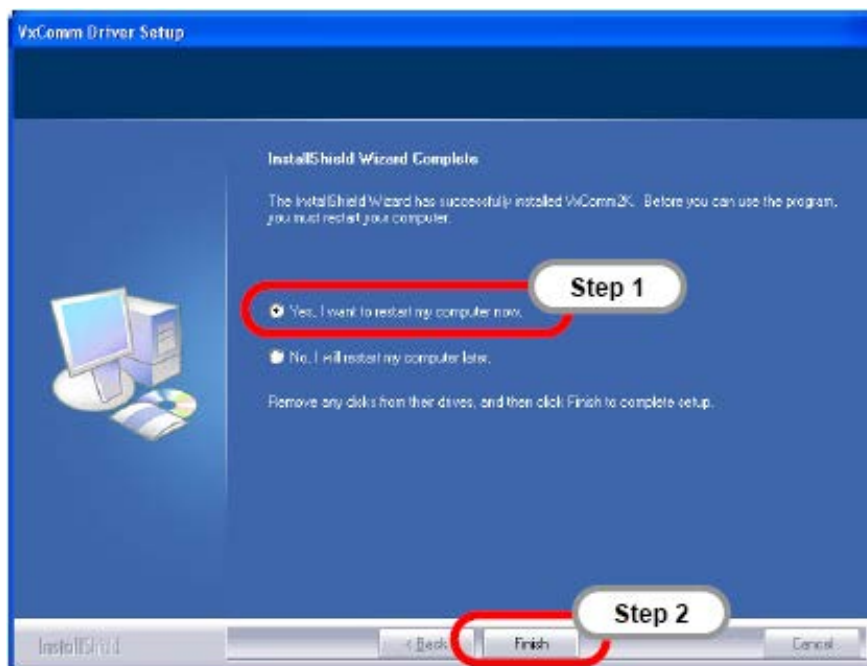 VxComm Driver Setup
InstallShield Wizard Complete
The InstallShield Wizard has successfully installed VxComm2K. Before you can use the program,
you must restart your computer.
Step 1
Yes, I want to restart my computer now.
No, I will restart my computer later.
Remove any disks from their drives, and then click Finish to complete setup.
Step 2
InstallShield
< Back
Finish
Cancel